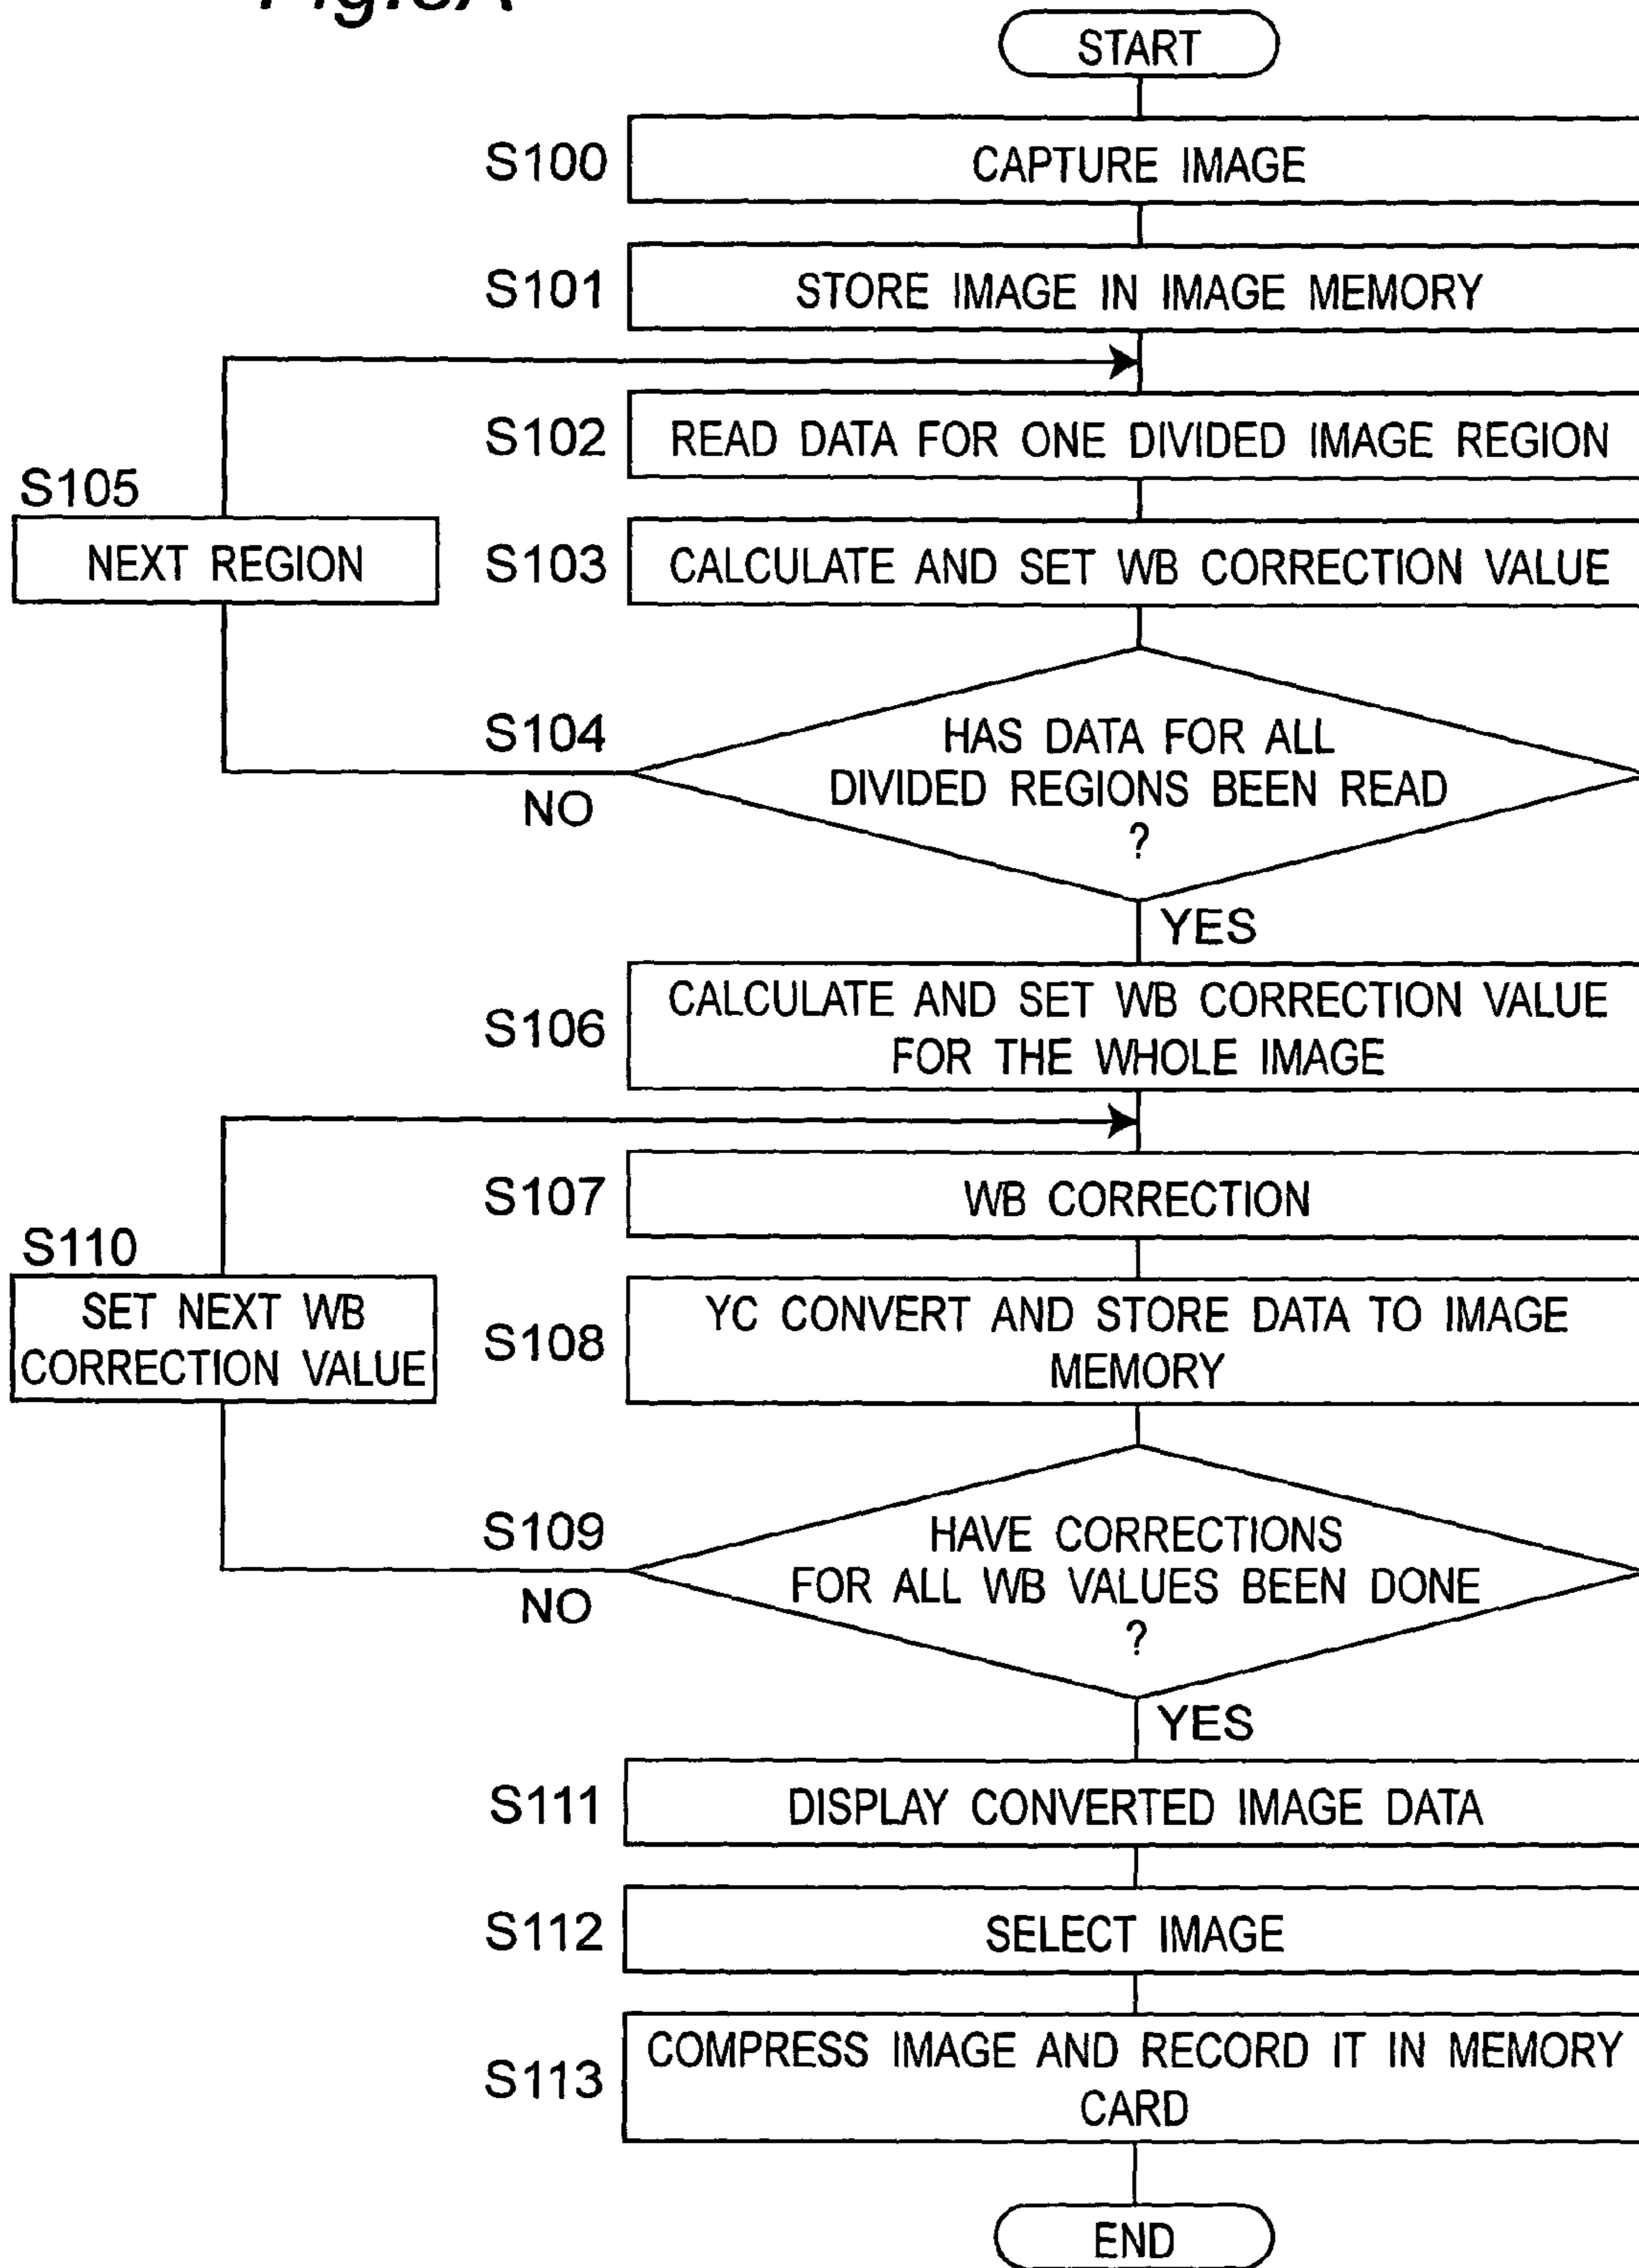 START
S100
CAPTURE IMAGE
S101
STORE IMAGE IN IMAGE MEMORY
S102
READ DATA FOR ONE DIVIDED IMAGE REGION
S105
NEXT REGION
S103
CALCULATE AND SET WB CORRECTION VALUE
S104
NO
HAS DATA FOR ALL
DIVIDED REGIONS BEEN READ
?
YES
S106
CALCULATE AND SET WB CORRECTION VALUE
FOR THE WHOLE IMAGE
S107
WB CORRECTION
S110
SET NEXT WB
CORRECTION VALUE
S108
YC CONVERT AND STORE DATA TO IMAGE
MEMORY
S109
NO
HAVE CORRECTIONS
FOR ALL WB VALUES BEEN DONE
?
YES
S111
DISPLAY CONVERTED IMAGE DATA
S112
SELECT IMAGE
S113
COMPRESS IMAGE AND RECORD IT IN MEMORY
CARD
END